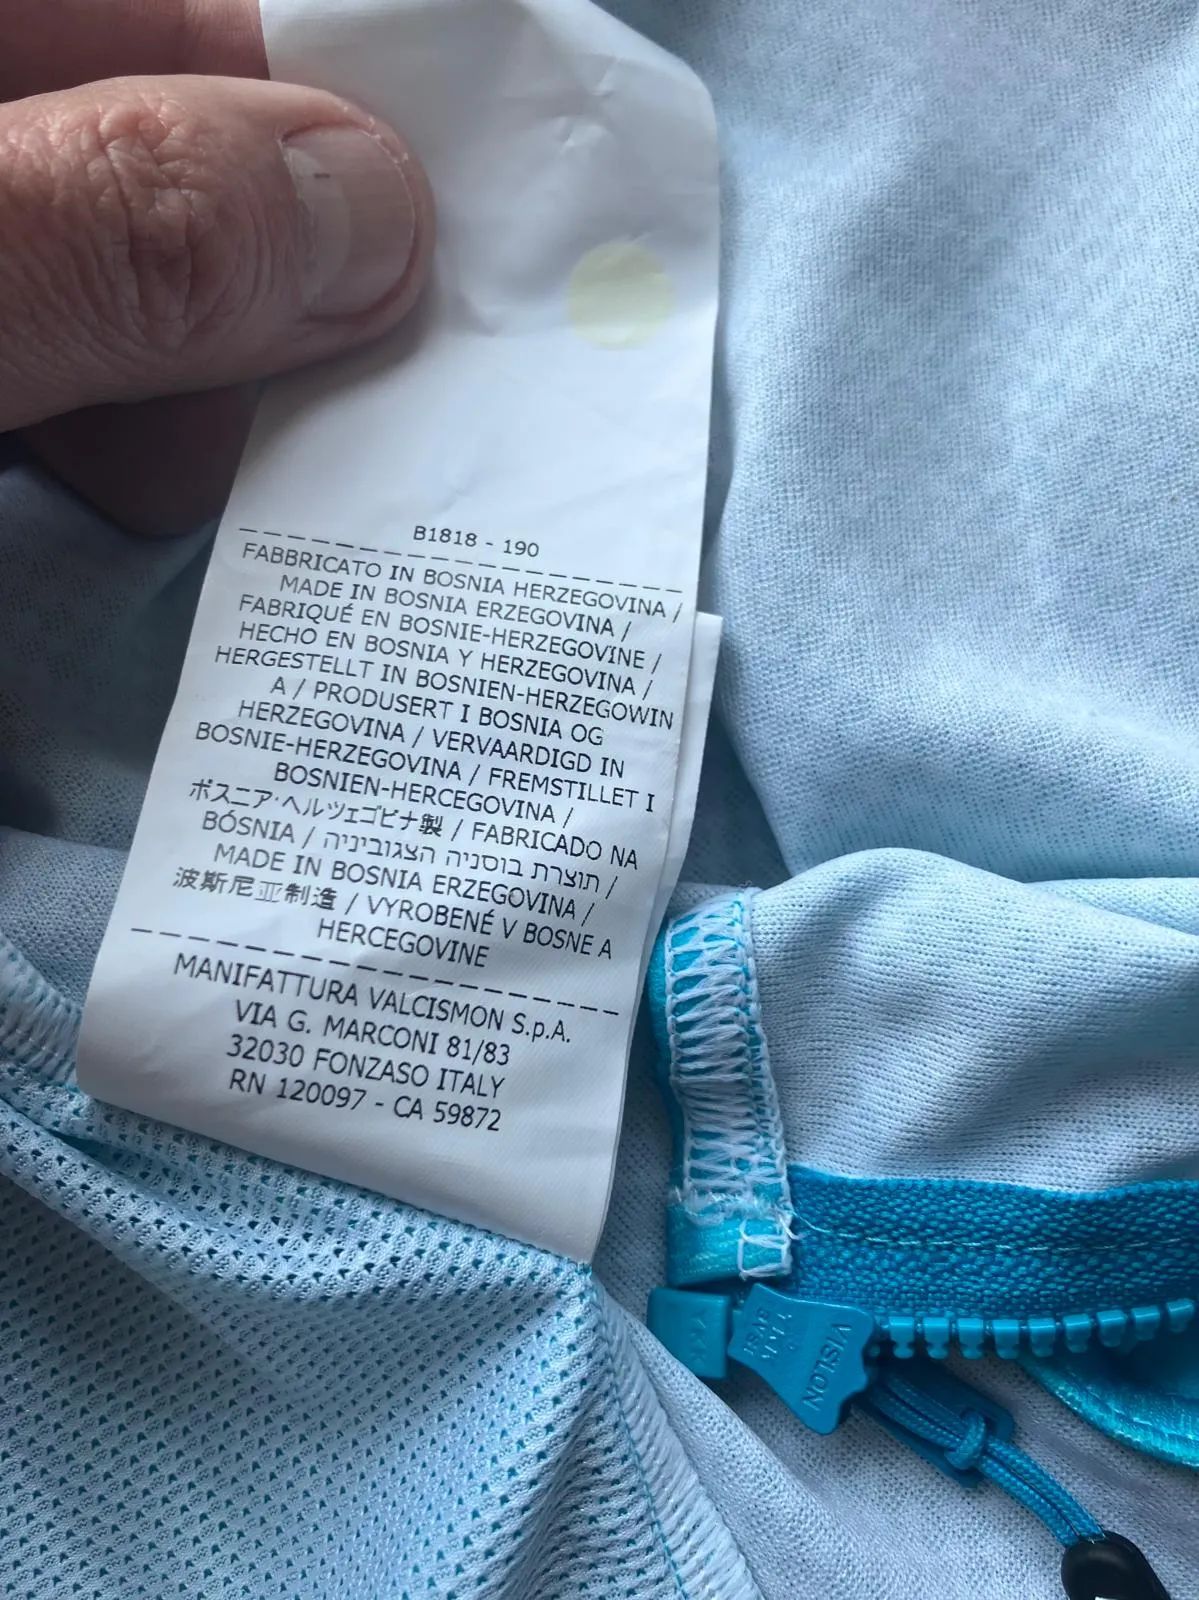 B1818 - 190
FABBRICATO IN BOSNIA HERZEGOVINA /
MADE IN BOSNIA ERZEGOVINA /
FABRIQUÉ EN BOSNIE-HERZEGOVINE /
HECHO EN BOSNIA Y HERZEGOVINA /
HERGESTELLT IN BOSNIEN-HERZEGOWIN
A / PRODUSERT I BOSNIA OG
HERZEGOVINA / VERVAARDIGD IN
BOSNIE-HERZEGOVINA / FREMSTILLET I
BOSNIEN-HERCEGOVINA /
ボスニア·ヘルツェゴビナ製 / FABRICADO NA
BÓSNIA / תוצרת בוסניה הצגוביניה /
MADE IN BOSNIA ERZEGOVINA /
波斯尼亚制造 / VYROBENÉ V BOSNE A
HERCEGOVINE
MANIFATTURA VALCISMON S.p.A.
VIA G. MARCONI 81/83
32030 FONZASO ITALY
RN 120097 - CA 59872
VISLON